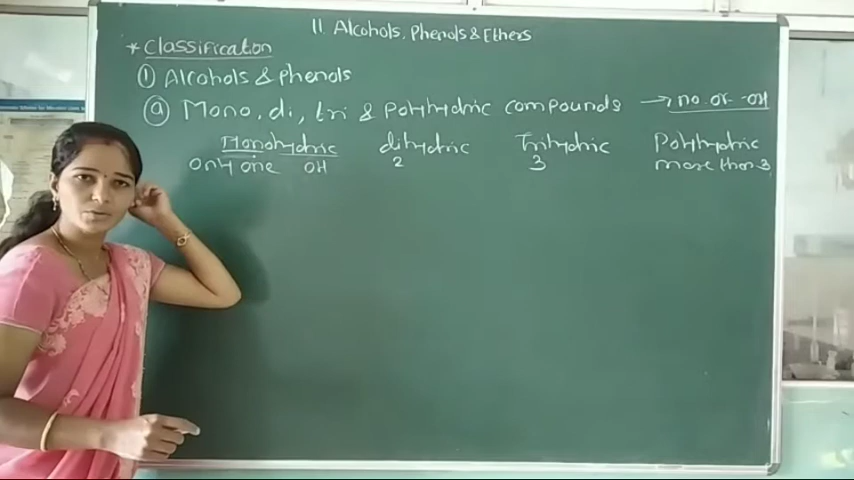 11. Alcohols, Phenols & Ethers
* Classification
① Alcohols & Phenols
ⓐ Mono, di, tri & Polyhydric compounds → no. of -OH
Monohydric dihydric Trihydric Polyhydric
Only one OH 2 3 more than 3